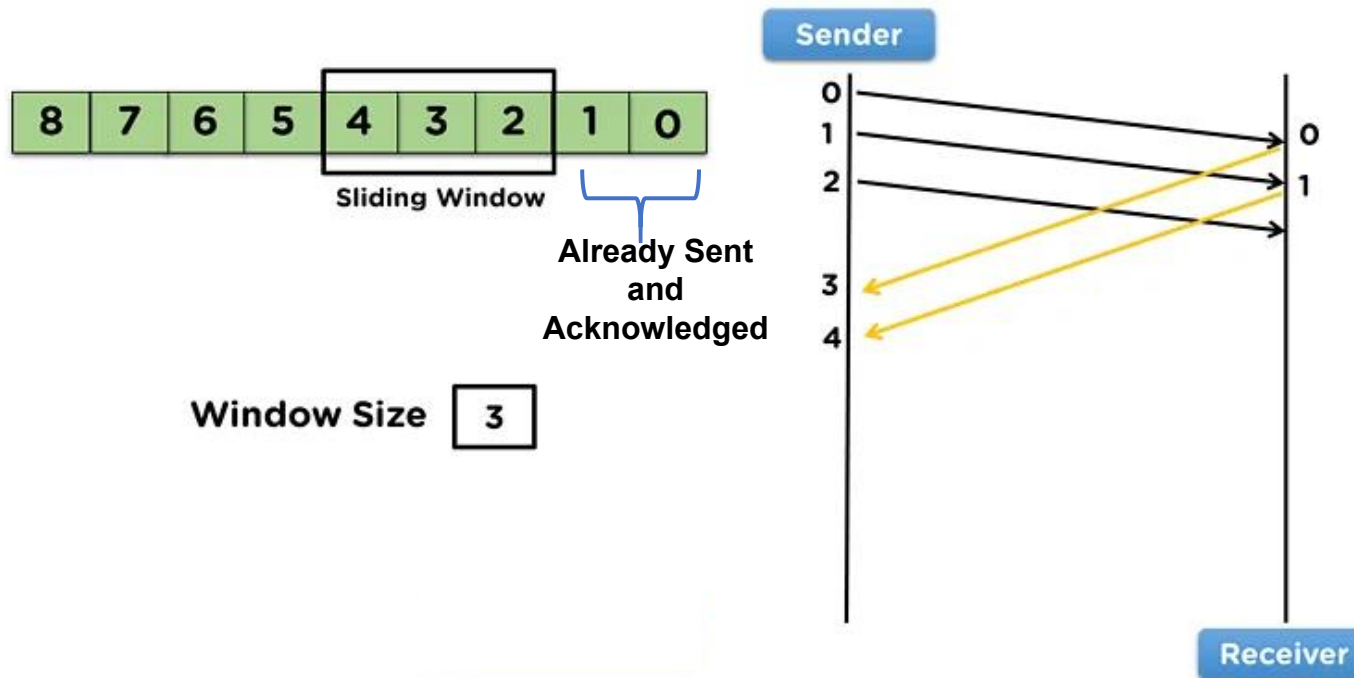 8 7 6 5 4 3 2 1 0
Sliding Window
Already Sent
and
Acknowledged
Window Size 3
Sender
0
1
2
3
4
0
1
Receiver